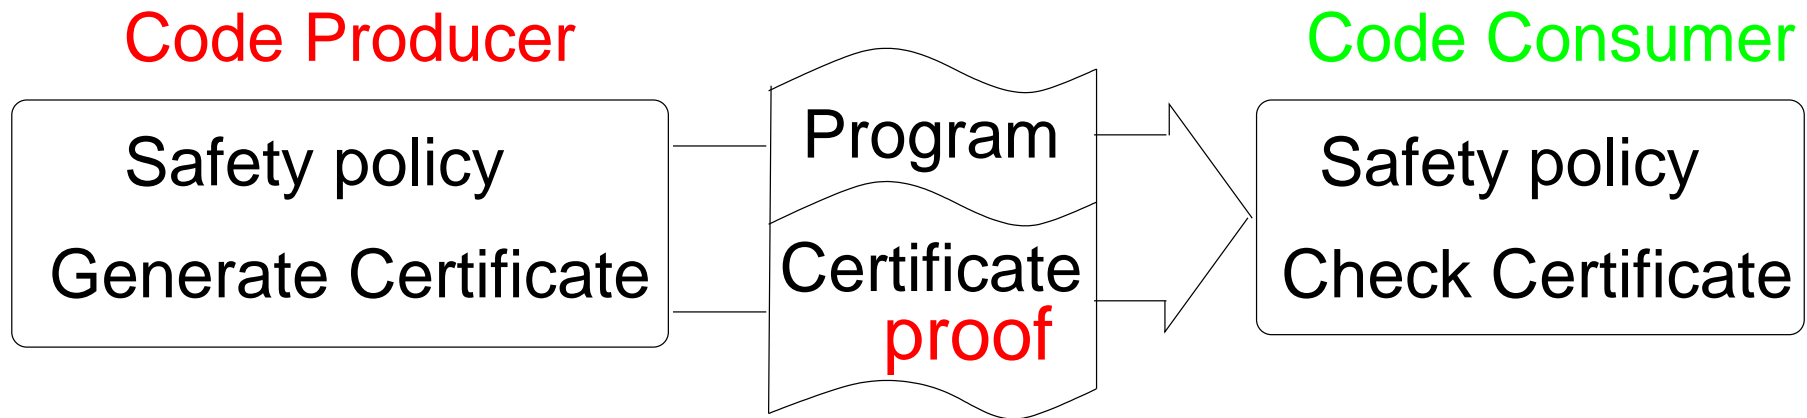 Code Producer
Safety policy
Generate Certificate
Program
Certificate
proof
Code Consumer
Safety policy
Check Certificate